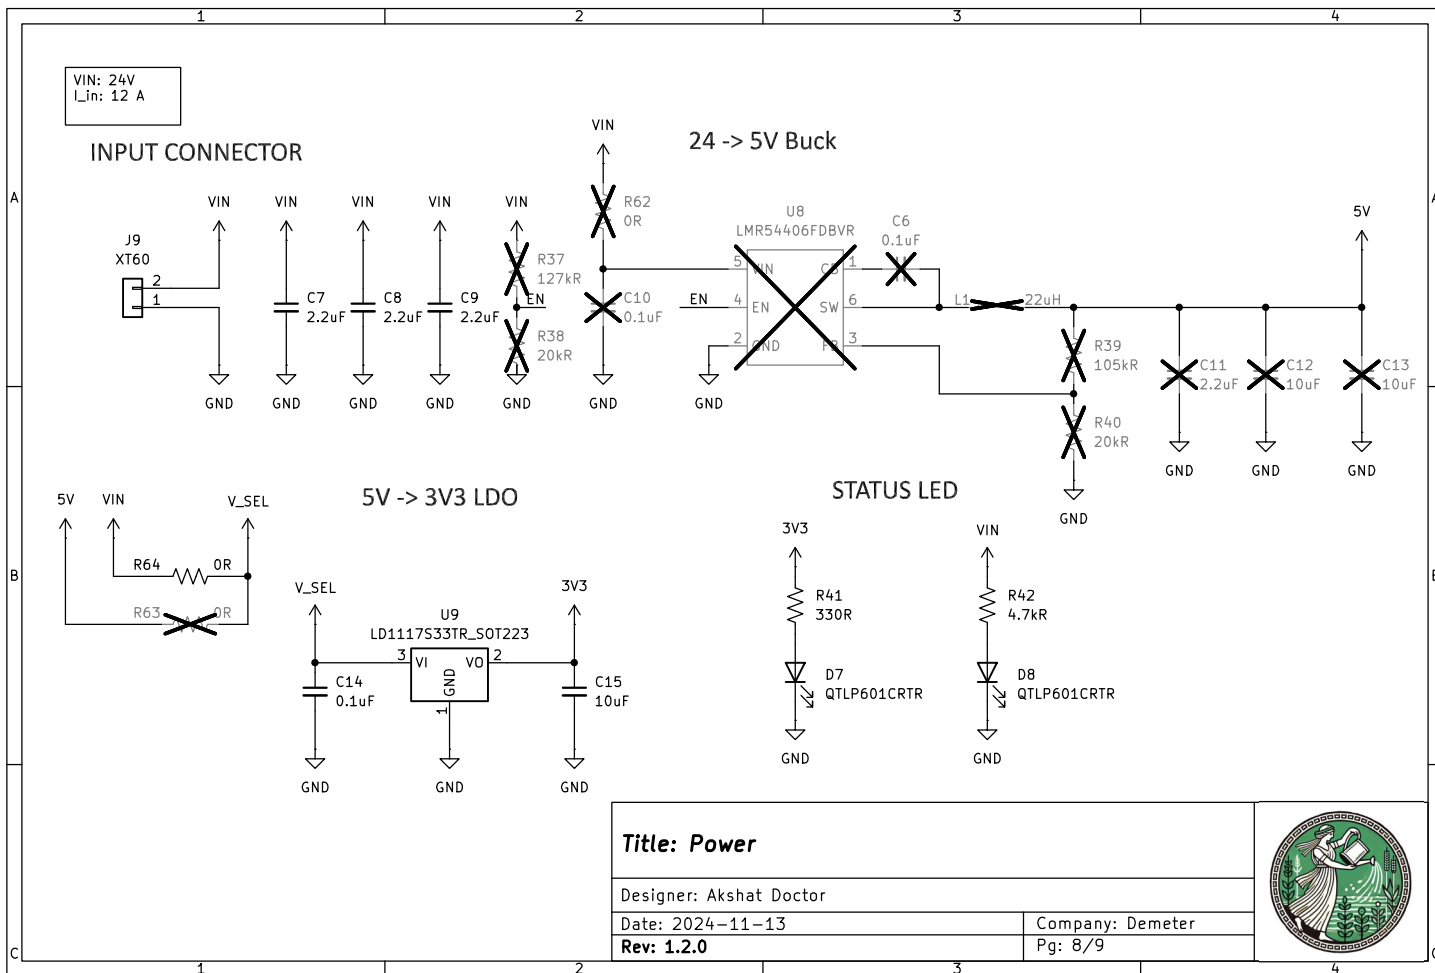 1 2 3 4
VIN: 24V
I_in: 12 A
INPUT CONNECTOR
24 -> 5V Buck
A
J9
XT60
2
1
VIN
GND
VIN
C7
2.2uF
GND
VIN
C8
2.2uF
GND
VIN
C9
2.2uF
GND
VIN
R37
127kR
EN
R38
20kR
GND
VIN
R62
0R
C10
0.1uF
GND
U8
LMR54406FDBVR
5 VIN CB 1
EN 4 EN SW 6
2 GND FB 3
GND
C6
0.1uF
L1 22uH
R39
105kR
R40
20kR
GND
C11
2.2uF
GND
C12
10uF
GND
5V
C13
10uF
GND
A
B
5V VIN V_SEL
R64 0R
R63 0R
5V -> 3V3 LDO
V_SEL
C14
0.1uF
GND
U9
LD1117S33TR_SOT223
3 VI VO 2
GND
1
GND
3V3
C15
10uF
GND
STATUS LED
3V3
R41
330R
D7
QTLP601CRTR
GND
VIN
R42
4.7kR
D8
QTLP601CRTR
GND
B
C
Title: Power
Designer: Akshat Doctor
Date: 2024-11-13 Company: Demeter
Rev: 1.2.0 Pg: 8/9
C
1 2 3 4